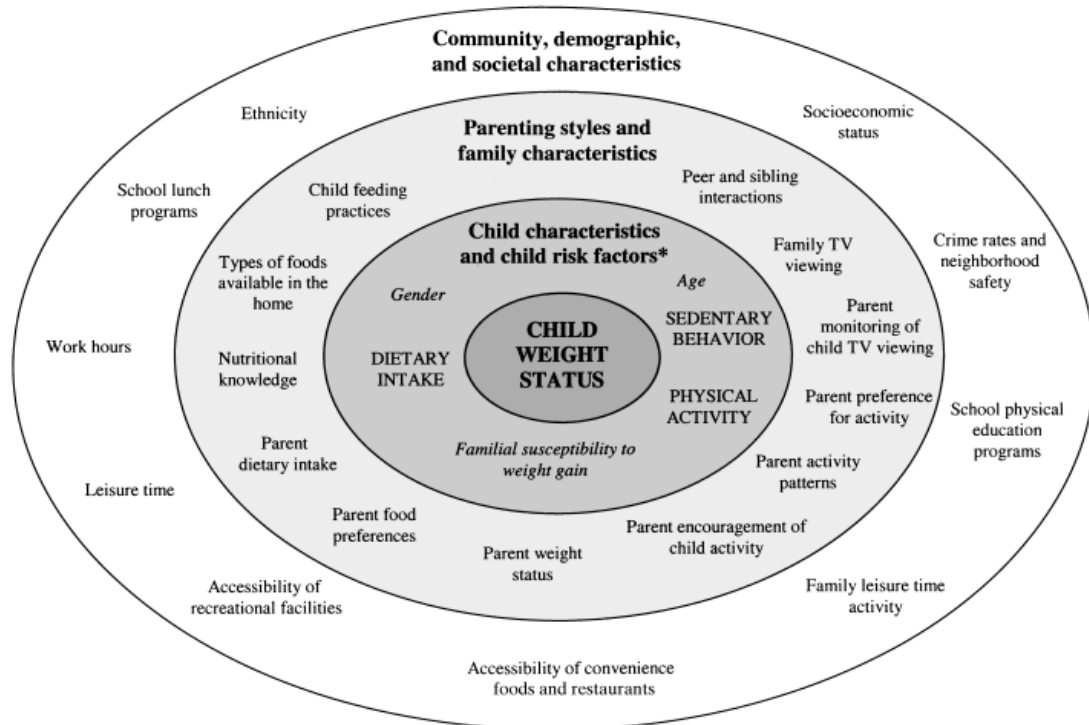 Community, demographic,
and societal characteristics
Ethnicity
Socioeconomic
status
Parenting styles and
family characteristics
School lunch
programs
Child feeding
practices
Peer and sibling
interactions
Child characteristics
and child risk factors*
Family TV
viewing
Crime rates and
neighborhood
safety
Types of foods
available in the
home
Gender
Age
Work hours
Nutritional
knowledge
DIETARY
INTAKE
CHILD
WEIGHT
STATUS
SEDENTARY
BEHAVIOR
Parent
monitoring of
child TV viewing
PHYSICAL
ACTIVITY
Parent preference
for activity
School physical
education
programs
Parent
dietary intake
Familial susceptibility to
weight gain
Parent activity
patterns
Leisure time
Parent food
preferences
Parent weight
status
Parent encouragement of
child activity
Accessibility of
recreational facilities
Family leisure time
activity
Accessibility of convenience
foods and restaurants